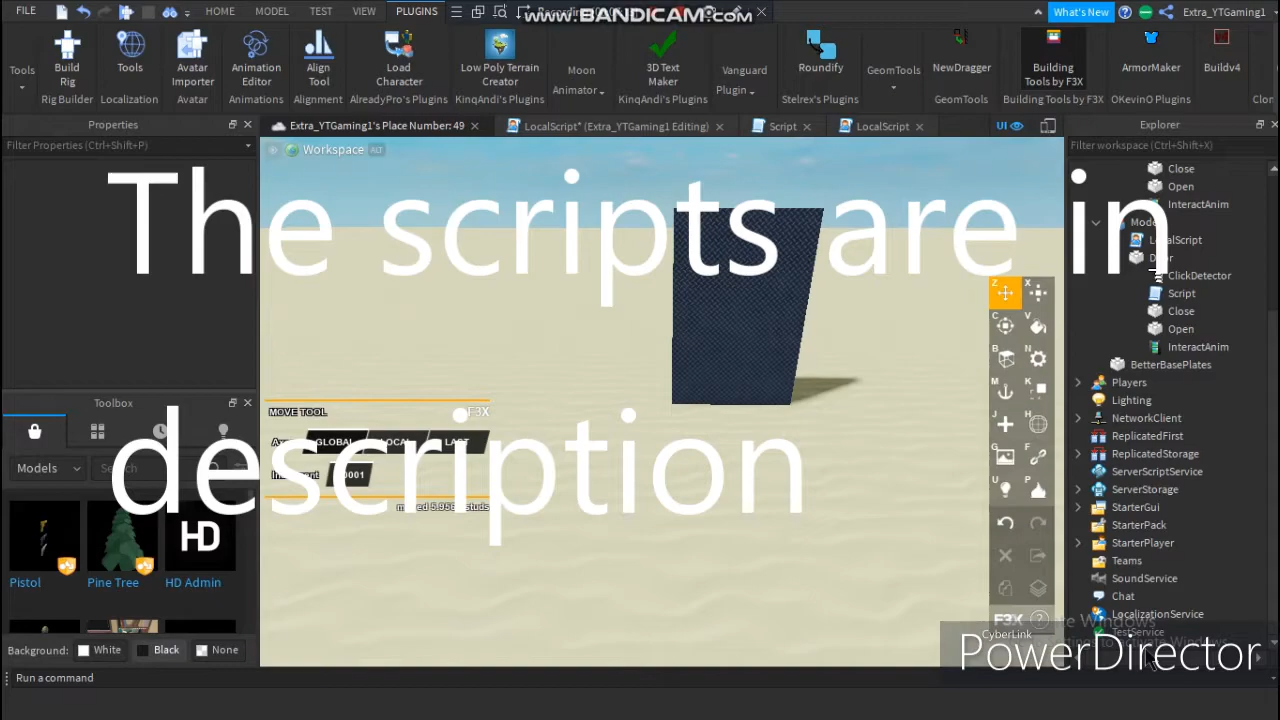 FILE HOME MODEL TEST VIEW PLUGINS www.BANDICAM.com What's New Extra_YTGaming1
Tools
Build Rig
Rig Builder
Tools
Localization
Avatar Importer
Avatar
Animation Editor
Animations
Align Tool
Alignment
Load Character
AlreadyPro's Plugins
Low Poly Terrain Creator
KinqAndi's Plugins
Moon Animator
3D Text Maker
KinqAndi's Plugins
Vanguard Plugin
Roundify
Stelrex's Plugins
GeomTools
NewDragger
GeomTools
Building Tools by F3X
Building Tools by F3X
ArmorMaker
OKevinO Plugins
Buildv4
Properties
Filter Properties (Ctrl+Shift+P)
Extra_YTGaming1's Place Number: 49
LocalScript* (Extra_YTGaming1 Editing)
Script
LocalScript
UI
Workspace ALT
The scripts are in
description
MOVE TOOL F3X
GLOBAL LOCAL LAST
Toolbox
Models
Search
Pistol
Pine Tree
HD
HD Admin
Background: White Black None
Run a command
Z X
C V
B N
M K
J H
G F
U P
F3X ?
Explorer
Filter workspace (Ctrl+Shift+X)
Close
Open
InteractAnim
LocalScript
ClickDetector
Script
Close
Open
InteractAnim
BetterBasePlates
Players
Lighting
NetworkClient
ReplicatedFirst
ReplicatedStorage
ServerScriptService
ServerStorage
StarterGui
StarterPack
StarterPlayer
Teams
SoundService
Chat
LocalizationService
TestService
CyberLink
PowerDirector